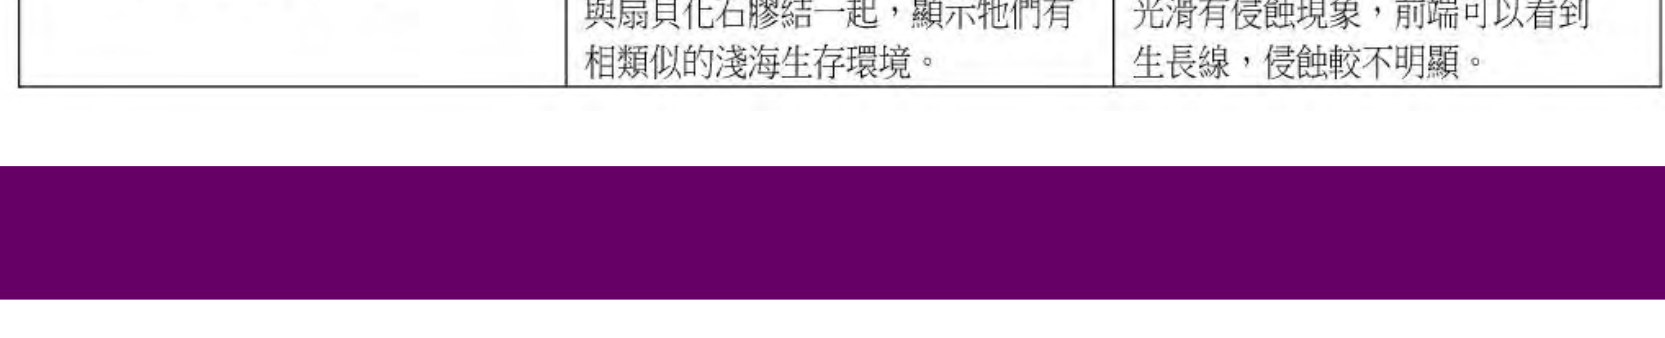 與扇貝化石膠結一起，顯示牠們有
相類似的淺海生存環境。
光滑有侵蝕現象，前端可以看到
生長線，侵蝕較不明顯。